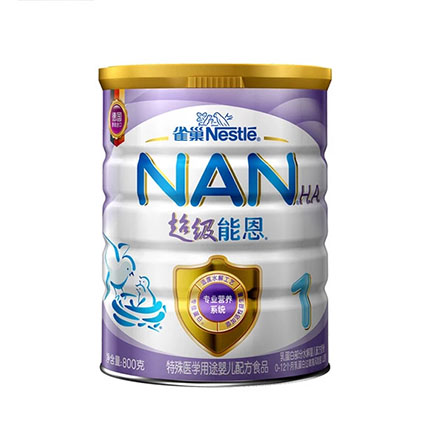 德国
雀巢Nestlé®
NAN
H.A.
超级能恩®
适度水解工艺
专业营养
系统
1
净含量:800克
特殊医学用途婴儿配方食品